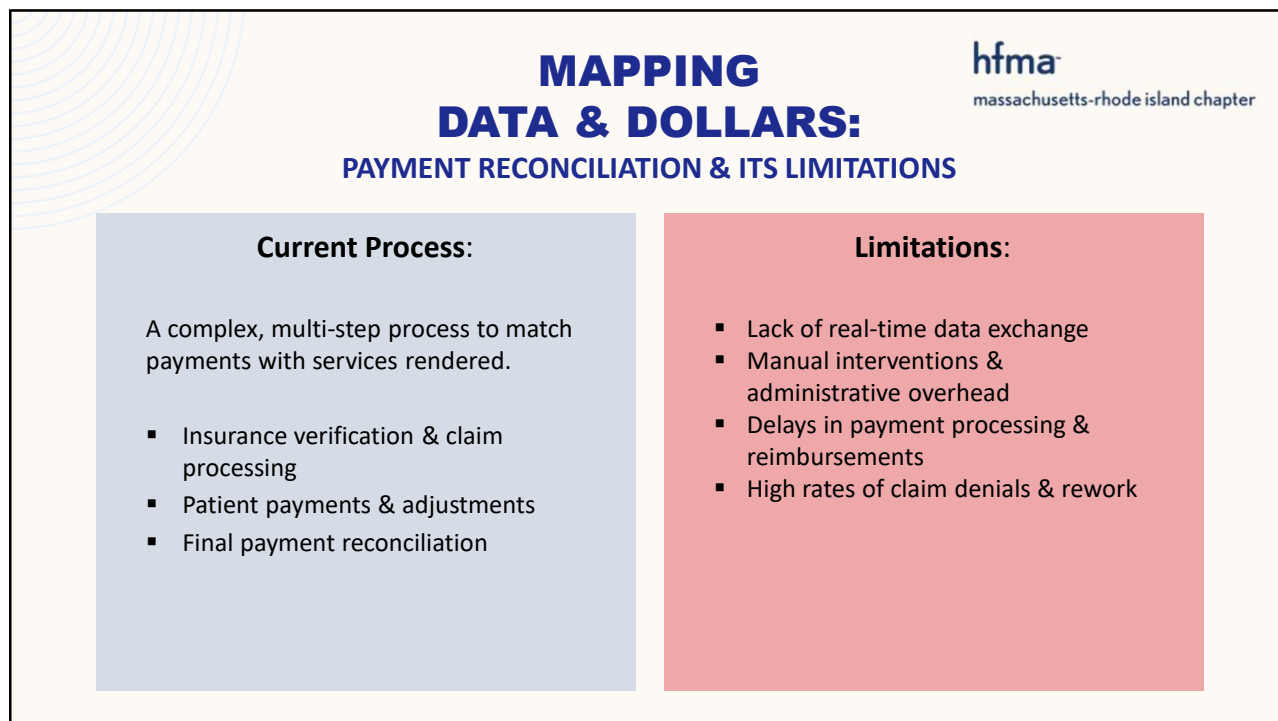 MAPPING
DATA & DOLLARS:
PAYMENT RECONCILIATION & ITS LIMITATIONS
hfma
massachusetts-rhode island chapter
Current Process:
A complex, multi-step process to match
payments with services rendered.
▪ Insurance verification & claim
processing
▪ Patient payments & adjustments
▪ Final payment reconciliation
Limitations:
▪ Lack of real-time data exchange
▪ Manual interventions &
administrative overhead
▪ Delays in payment processing &
reimbursements
▪ High rates of claim denials & rework